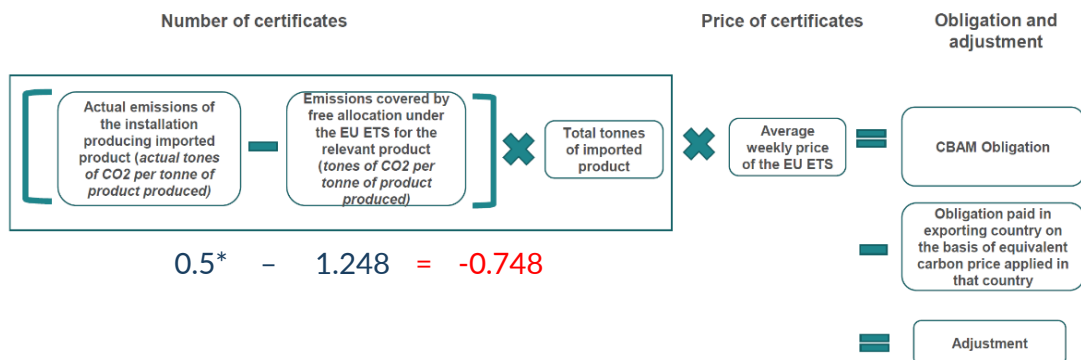 Number of certificates
Price of certificates
Obligation and
adjustment
Actual emissions of
the installation
producing imported
product (actual tones
of CO2 per tonne of
product produced)
Emissions covered by
free allocation under
the EU ETS for the
relevant product
(tones of CO2 per
tonne of product
produced)
Total tonnes
of imported
product
Average
weekly price
of the EU ETS
CBAM Obligation
Obligation paid in
exporting country on
the basis of equivalent
carbon price applied in
that country
Adjustment
0.5* – 1.248 = -0.748